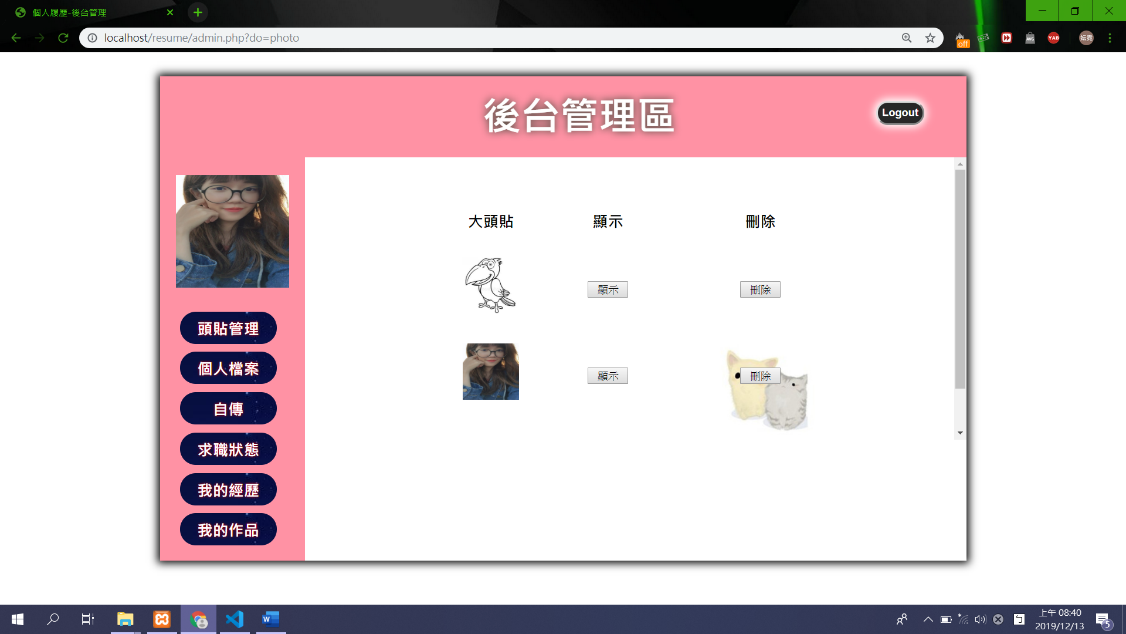 個人履歷-後台管理
localhost/resume/admin.php?do=photo
off
YAB
後台管理區
Logout
大頭貼 顯示 刪除
顯示 刪除
顯示 刪除
頭貼管理
個人檔案
自傳
求職狀態
我的經歷
我的作品
上午 08:40
2019/12/13
5